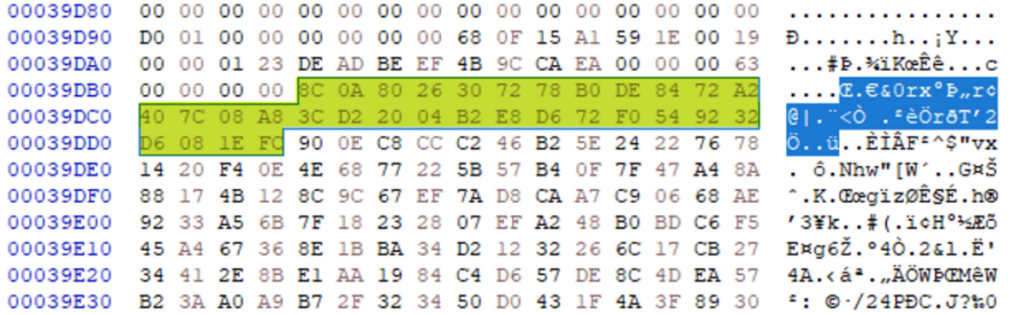 00039D80 00 00 00 00 00 00 00 00 00 00 00 00 00 00 00 00 ................
00039D90 D0 01 00 00 00 00 00 00 68 0F 15 A1 59 1E 00 19 Ð.......h..¡Y...
00039DA0 00 00 01 23 DE AD BE EF 4B 9C CA EA 00 00 00 63 ...#Þ.¾ïKœÊê...c
00039DB0 00 00 00 00 8C 0A 80 26 30 72 78 B0 DE 84 72 A2 ....Œ.€&0rx°Þ„r¢
00039DC0 40 7C 08 A8 3C D2 20 04 B2 E8 D6 72 F0 54 92 32 @|.¨<Ò .²èÖrðT’2
00039DD0 D6 08 1E FC 90 0E C8 CC C2 46 B2 5E 24 22 76 78 Ö..ü..ÈÌÂF²^$"vx
00039DE0 14 20 F4 0E 4E 68 77 22 5B 57 B4 0F 7F 47 A4 8A . ô.Nhw"[W´..G¤Š
00039DF0 88 17 4B 12 8C 9C 67 EF 7A D8 CA A7 C9 06 68 AE ˆ.K.Œœgïzøʧɮh®
00039E00 92 33 A5 6B 7F 18 23 28 07 EF A2 48 B0 BD C6 F5 ’3¥k..#(.ï¢H°½Æõ
00039E10 45 A4 67 36 8E 1B BA 34 D2 12 32 26 6C 17 CB 27 E¤g6Ž.º4Ò.2&l.Ë'
00039E20 34 41 2E 8B E1 AA 19 84 C4 D6 57 DE 8C 4D EA 57 4A.‹áª.„ÄÖWÞŒMêW
00039E30 B2 3A A0 A9 B7 2F 32 34 50 D0 43 1F 4A 3F 89 30 ²: ©·/24PÐC.J?‰0